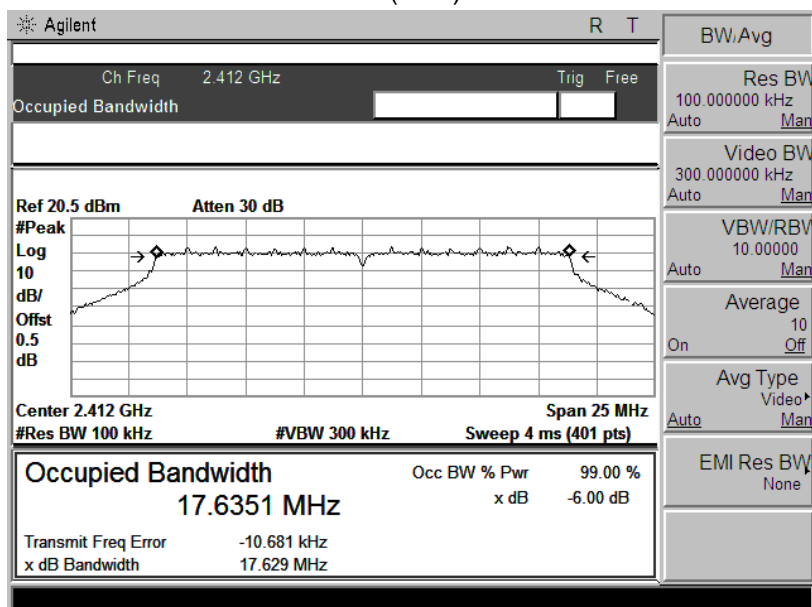 Agilent R T
Ch Freq 2.412 GHz Trig Free
Occupied Bandwidth
Ref 20.5 dBm Atten 30 dB
#Peak
Log
10
dB/
Offst
0.5
dB
Center 2.412 GHz Span 25 MHz
#Res BW 100 kHz #VBW 300 kHz Sweep 4 ms (401 pts)
Occupied Bandwidth
17.6351 MHz
Occ BW % Pwr 99.00 %
x dB -6.00 dB
Transmit Freq Error -10.681 kHz
x dB Bandwidth 17.629 MHz
BW/Avg
Res BW
100.000000 kHz
Auto Man
Video BW
300.000000 kHz
Auto Man
VBW/RBW
10.00000
Auto Man
Average
10
On Off
Avg Type
Video
Auto Man
EMI Res BW
None